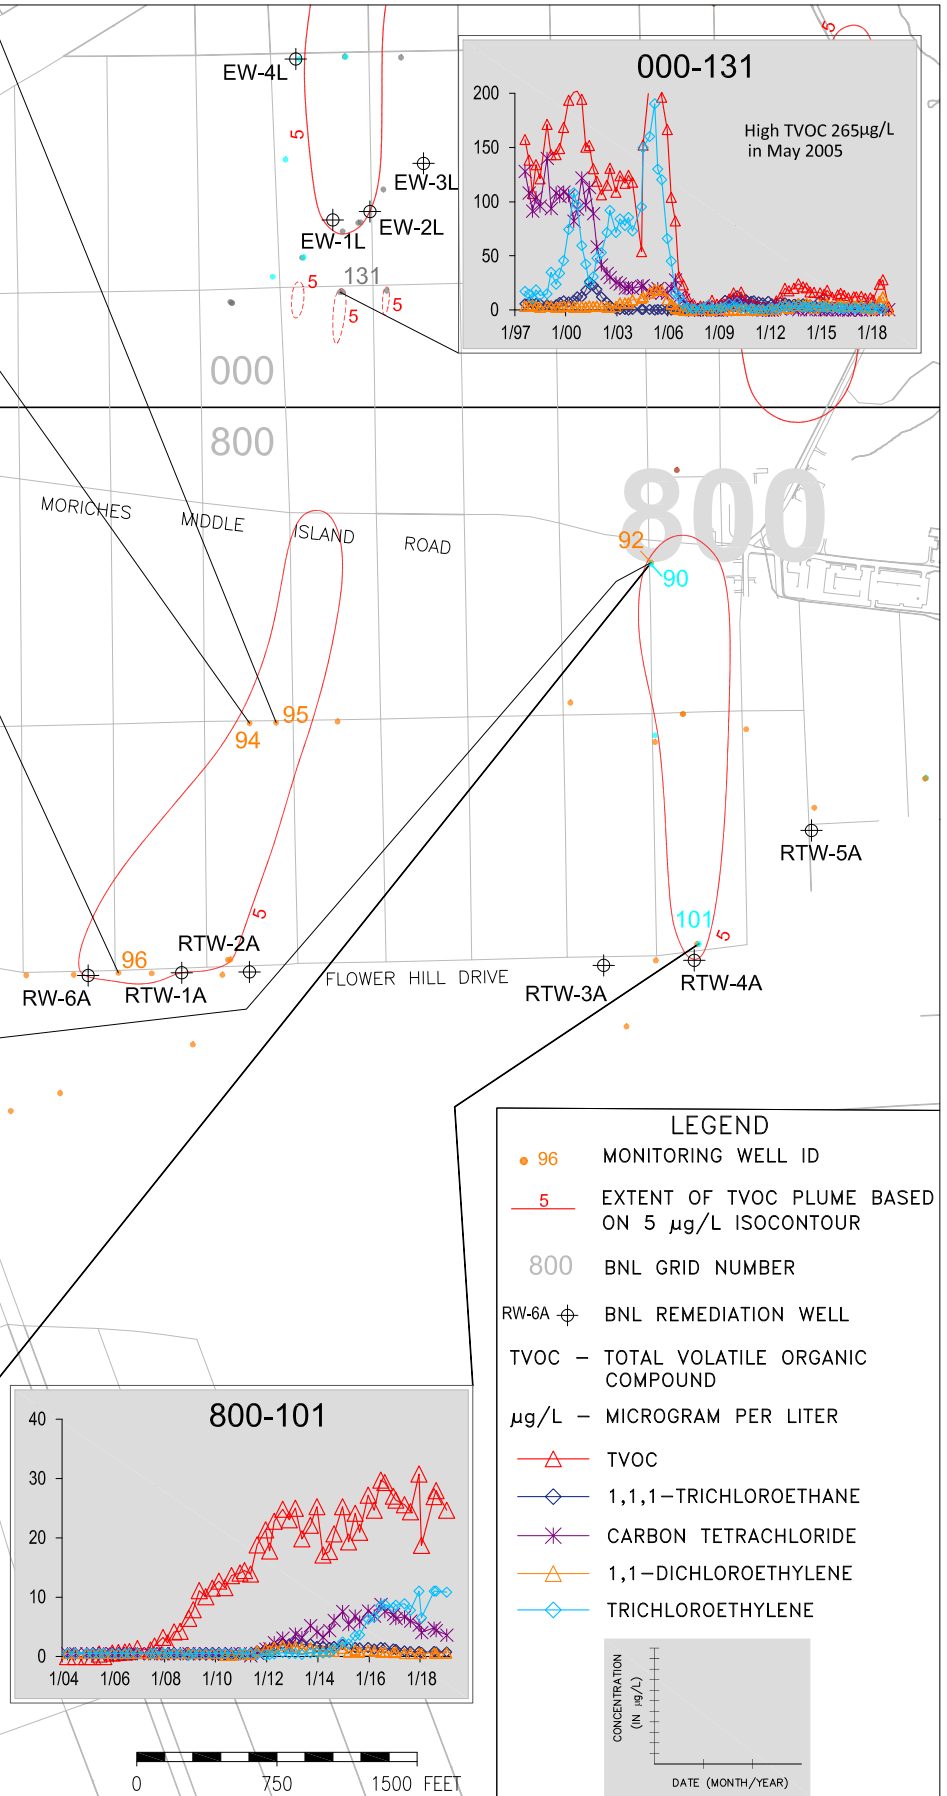 5
EW-4L
5
EW-3L
EW-1L
EW-2L
5
131
5
5
000-131
High TVOC 265µg/L
in May 2005
200
150
100
50
0
1/97
1/00
1/03
1/06
1/09
1/12
1/15
1/18
000
800
800
MORICHES MIDDLE ISLAND ROAD
92
90
95
94
RTW-5A
101
5
5
RTW-2A
96
RW-6A
RTW-1A
FLOWER HILL DRIVE
RTW-3A
RTW-4A
LEGEND
96 MONITORING WELL ID
5 EXTENT OF TVOC PLUME BASED
ON 5 µg/L ISOCONTOUR
800 BNL GRID NUMBER
RW-6A BNL REMEDIATION WELL
TVOC – TOTAL VOLATILE ORGANIC
COMPOUND
µg/L – MICROGRAM PER LITER
TVOC
1,1,1-TRICHLOROETHANE
CARBON TETRACHLORIDE
1,1-DICHLOROETHYLENE
TRICHLOROETHYLENE
CONCENTRATION
(IN µg/L)
DATE (MONTH/YEAR)
800-101
40
30
20
10
0
1/04
1/06
1/08
1/10
1/12
1/14
1/16
1/18
0 750 1500 FEET